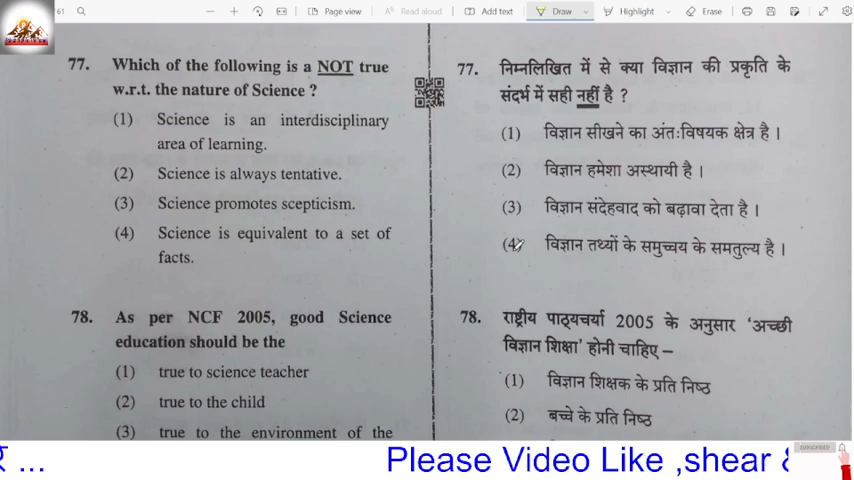 61
Page view
Read aloud
Add text
Draw
Highlight
Erase
77. Which of the following is a NOT true
w.r.t. the nature of Science ?
(1) Science is an interdisciplinary
area of learning.
(2) Science is always tentative.
(3) Science promotes scepticism.
(4) Science is equivalent to a set of
facts.
78. As per NCF 2005, good Science
education should be the
(1) true to science teacher
(2) true to the child
(3) true to the environment of the
77. निम्नलिखित में से क्या विज्ञान की प्रकृति के
संदर्भ में सही नहीं है ?
(1) विज्ञान सीखने का अंतःविषयक क्षेत्र है ।
(2) विज्ञान हमेशा अस्थायी है ।
(3) विज्ञान संदेहवाद को बढ़ावा देता है ।
(4) विज्ञान तथ्यों के समुच्चय के समतुल्य है ।
78. राष्ट्रीय पाठ्यचर्या 2005 के अनुसार 'अच्छी
विज्ञान शिक्षा' होनी चाहिए –
(1) विज्ञान शिक्षक के प्रति निष्ठ
(2) बच्चे के प्रति निष्ठ
... Please Video Like ,shear &
SUBSCRIBED